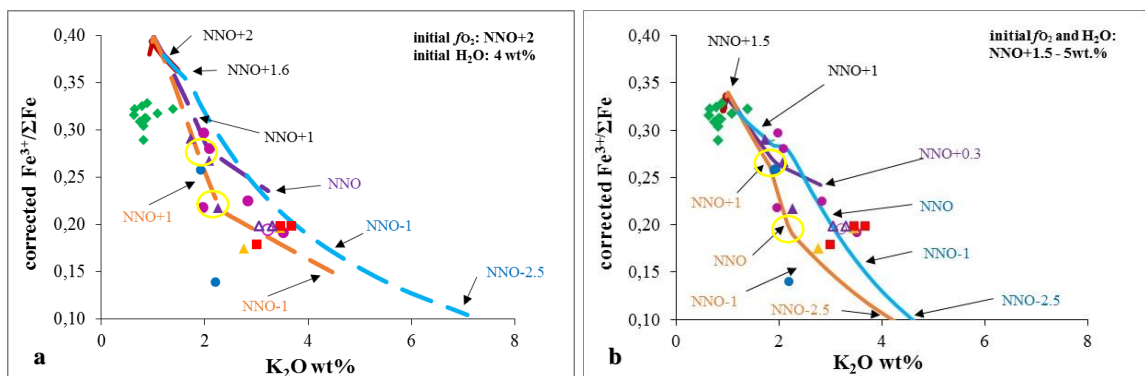 initial fO₂: NNO+2
initial H₂O: 4 wt%
0,40
0,35
0,30
0,25
0,20
0,15
0,10
corrected Fe³⁺/ΣFe
NNO+2
NNO+1.6
NNO+1
NNO
NNO+1
NNO-1
NNO-2.5
NNO-1
0 2 4 6 8
a
K₂O wt%
initial fO₂ and H₂O:
NNO+1.5 - 5wt.%
0,40
0,35
0,30
0,25
0,20
0,15
0,10
corrected Fe³⁺/ΣFe
NNO+1.5
NNO+1
NNO+0.3
NNO+1
NNO
NNO
NNO-1
NNO-1
NNO-2.5
NNO-2.5
0 2 4 6 8
b
K₂O wt%